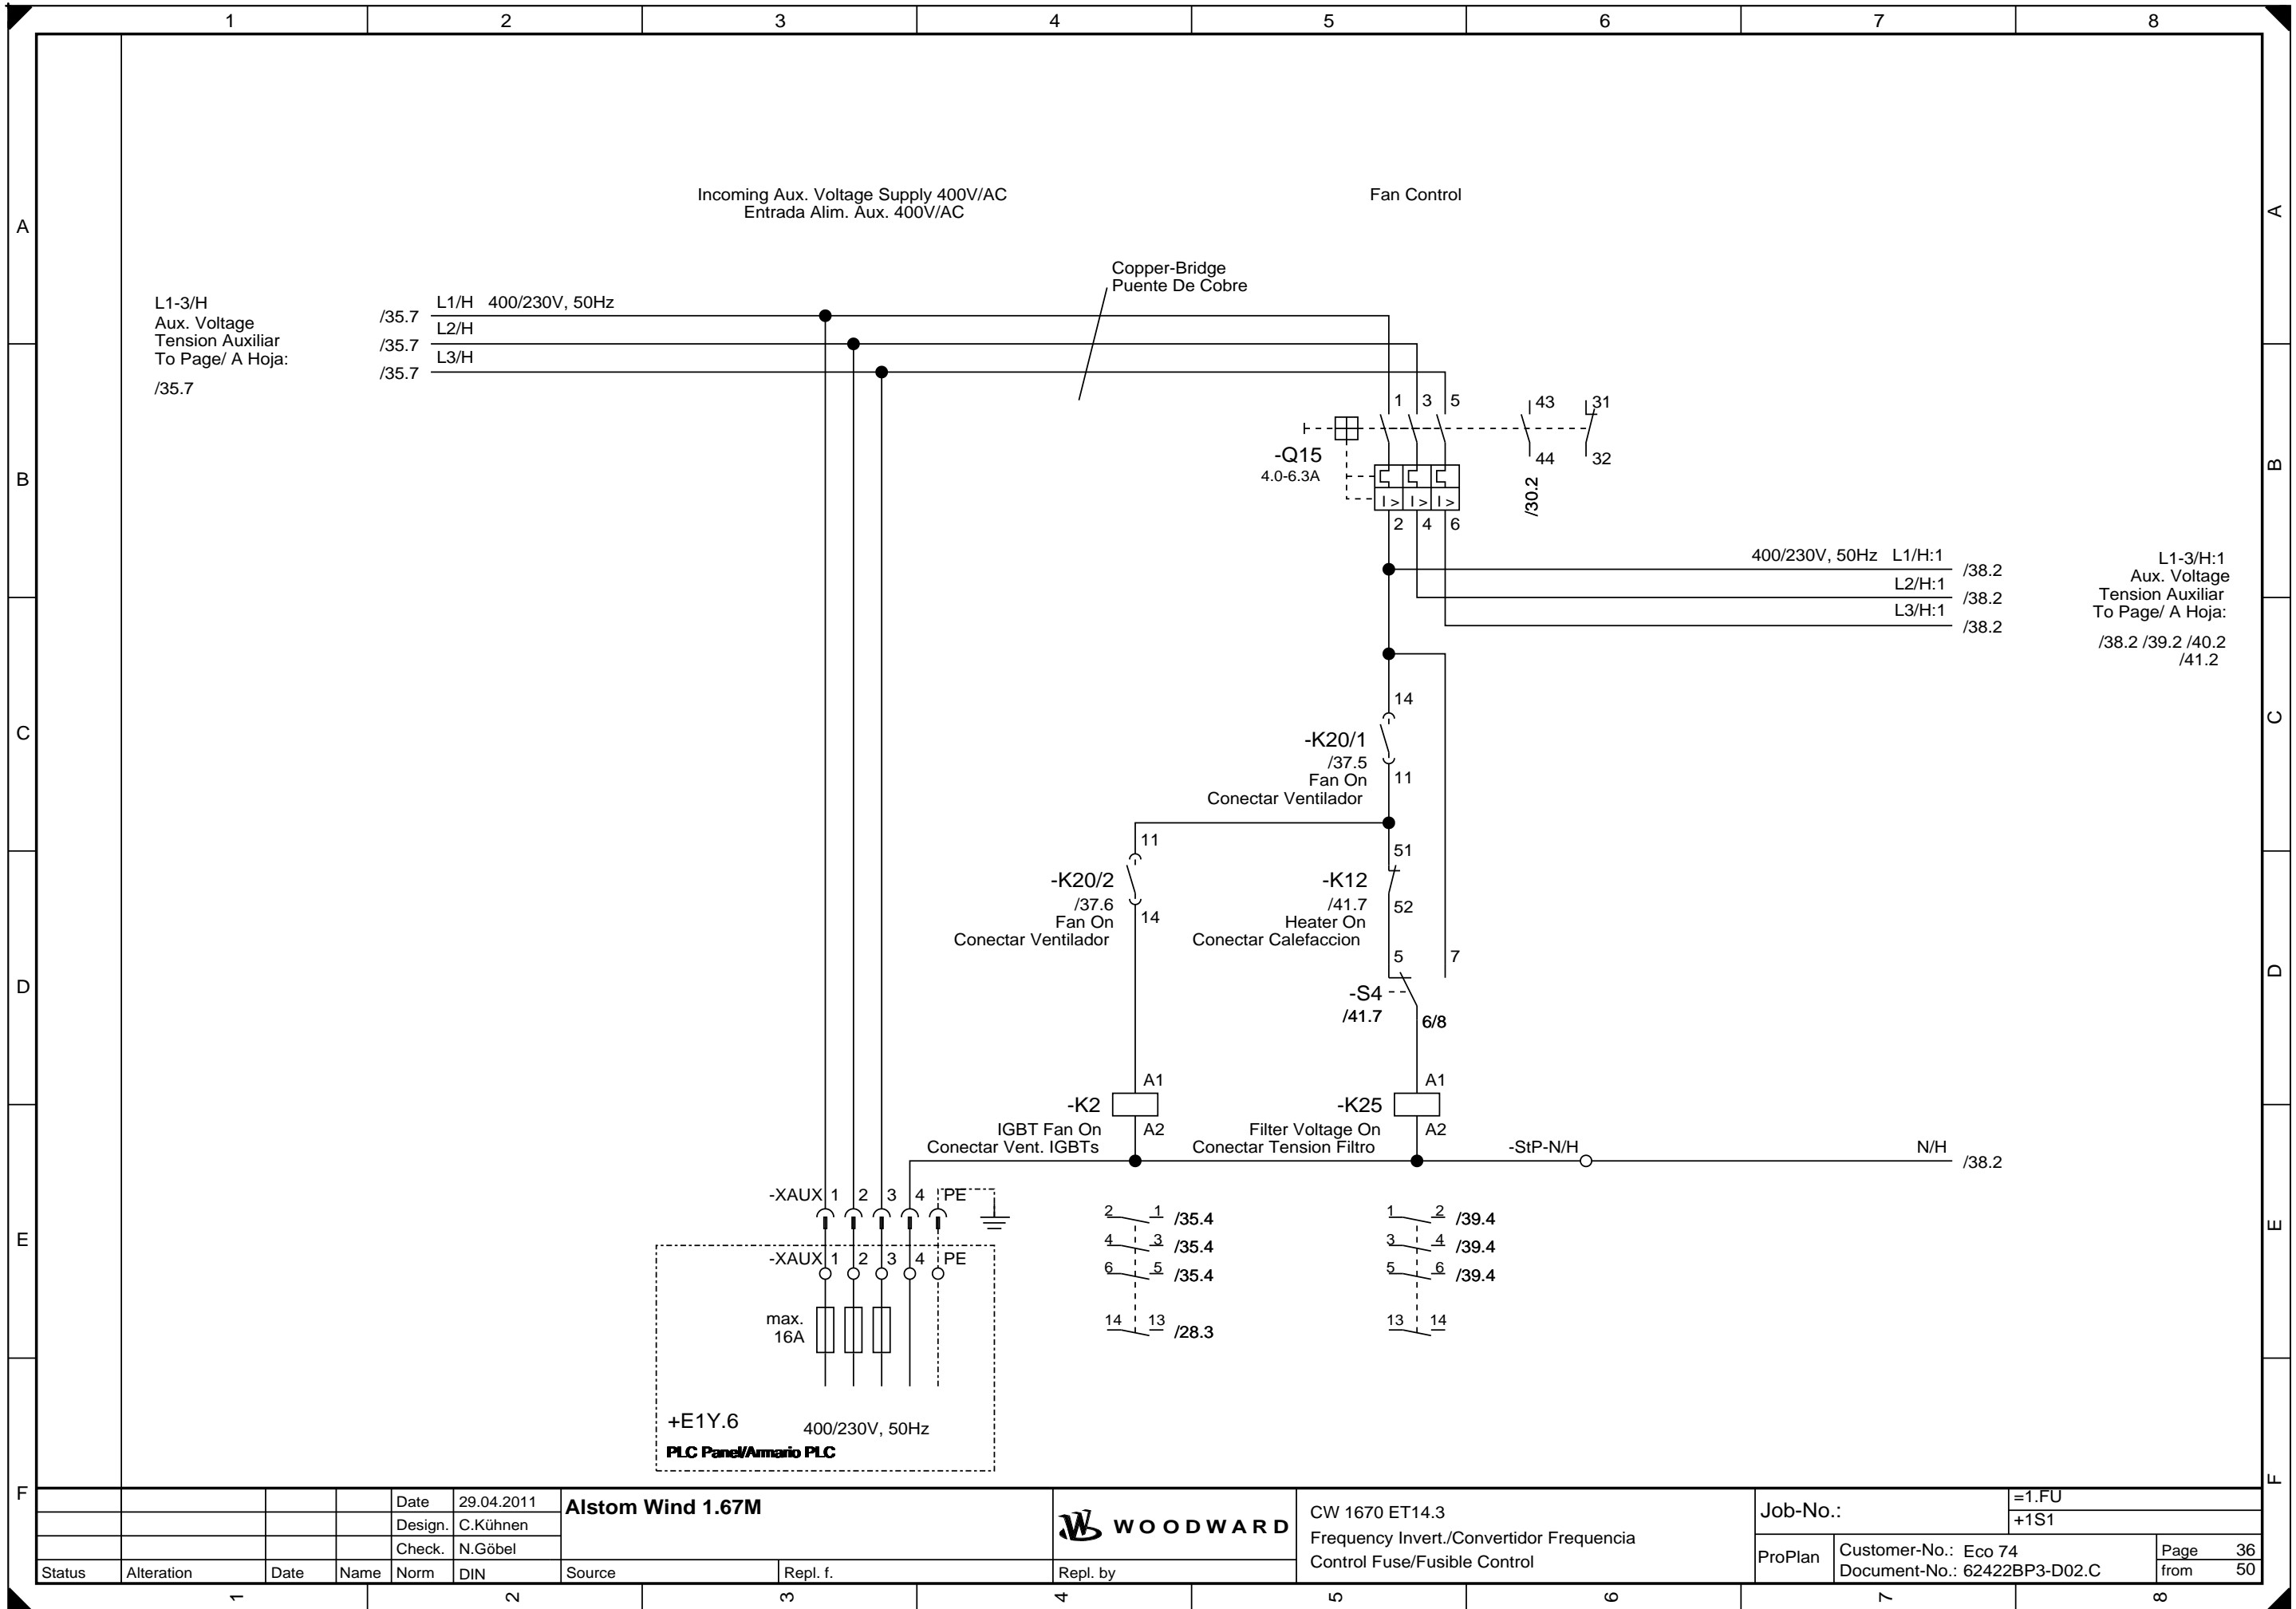 1 2 3 4 5 6 7 8
Incoming Aux. Voltage Supply 400V/AC
Entrada Alim. Aux. 400V/AC
Fan Control
A A
Copper-Bridge
Puente De Cobre
L1-3/H
Aux. Voltage
Tension Auxiliar
To Page/ A Hoja:
/35.7
/35.7 L1/H 400/230V, 50Hz
/35.7 L2/H
/35.7 L3/H
1 3 5 43 31
-Q15
4.0-6.3A
44 32
/30.2
I > I > I >
2 4 6
B B
400/230V, 50Hz L1/H:1 /38.2
L2/H:1 /38.2
L3/H:1 /38.2
L1-3/H:1
Aux. Voltage
Tension Auxiliar
To Page/ A Hoja:
/38.2 /39.2 /40.2
/41.2
C C
14
-K20/1
/37.5
Fan On
Conectar Ventilador
11
11
-K20/2
/37.6
Fan On
Conectar Ventilador
14
51
-K12
/41.7
Heater On
Conectar Calefaccion
52
5 7
-S4
/41.7
6/8
D D
A1
-K2
IGBT Fan On
Conectar Vent. IGBTs
A2
A1
-K25
Filter Voltage On
Conectar Tension Filtro
A2
-StP-N/H
N/H /38.2
-XAUX 1 2 3 4 PE
-XAUX 1 2 3 4 PE
2 1 /35.4
4 3 /35.4
6 5 /35.4
14 13 /28.3
1 2 /39.4
3 4 /39.4
5 6 /39.4
13 14
E E
max.
16A
+E1Y.6
400/230V, 50Hz
PLC Panel/Armario PLC
F F
Status Alteration Date Name
Date 29.04.2011
Design. C.Kühnen
Check. N.Göbel
Norm DIN
Alstom Wind 1.67M
Source Repl. f. Repl. by
W WOODWARD
CW 1670 ET14.3
Frequency Invert./Convertidor Frequencia
Control Fuse/Fusible Control
Job-No.:
=1.FU
+1S1
ProPlan
Customer-No.: Eco 74
Document-No.: 62422BP3-D02.C
Page 36
from 50
1 2 3 4 5 6 7 8